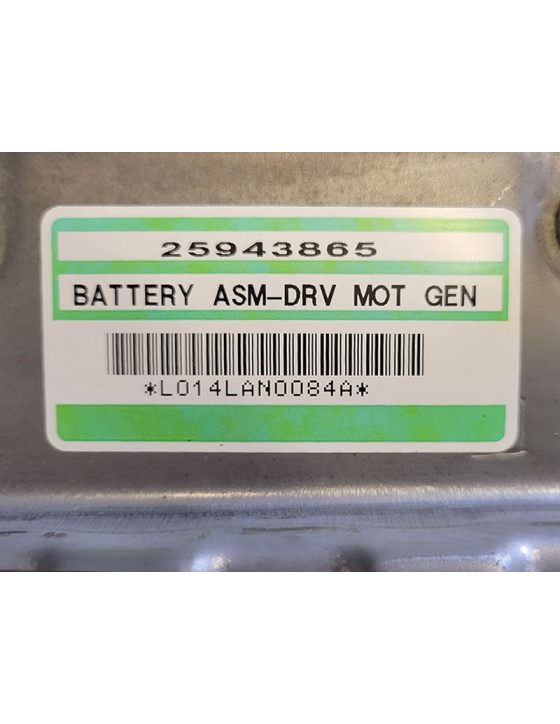 25943865
BATTERY ASM-DRV MOT GEN
*L014LAN0084A*